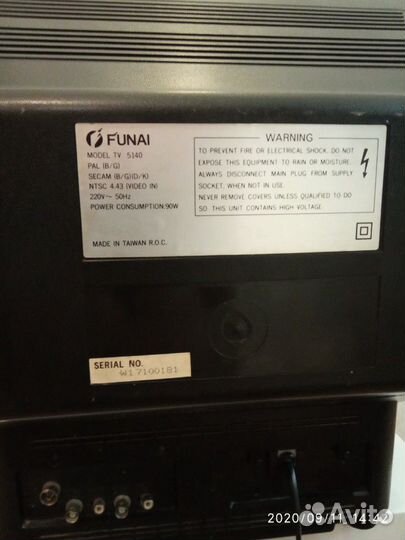 FUNAI
MODEL TV 5140
PAL (B/G)
SECAM (B/G)(D/K)
NTSC 4.43 (VIDEO IN)
220V~ 50Hz
POWER CONSUMPTION:90W
MADE IN TAIWAN R.O.C.
WARNING
TO PREVENT FIRE OR ELECTRICAL SHOCK. DO NOT
EXPOSE THIS EQUIPMENT TO RAIN OR MOISTURE.
ALWAYS DISCONNECT MAIN PLUG FROM SUPPLY
SOCKET, WHEN NOT IN USE.
NEVER REMOVE COVERS UNLESS QUALIFIED TO DO
SO THIS UNIT CONTAINS HIGH VOLTAGE
SERIAL NO.
W17100181
2020/09/11 14:42
Avito